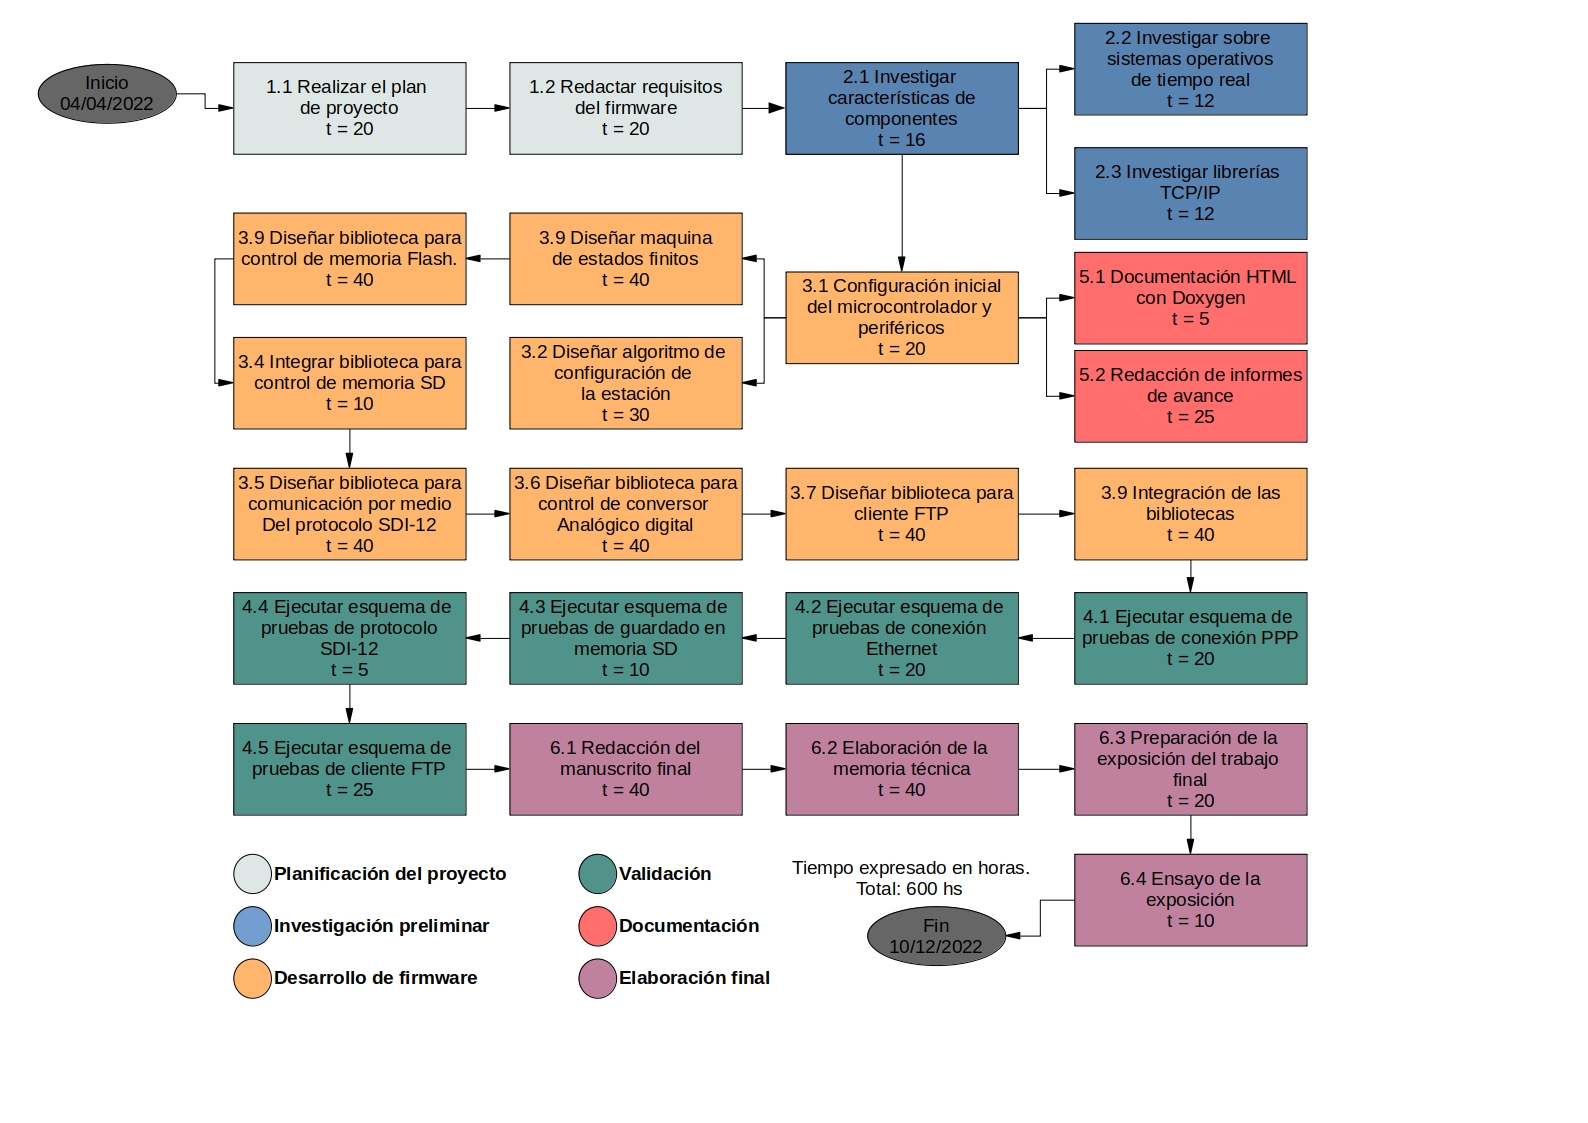 Inicio
04/04/2022
1.1 Realizar el plan
de proyecto
t = 20
1.2 Redactar requisitos
del firmware
t = 20
2.1 Investigar
características de
componentes
t = 16
2.2 Investigar sobre
sistemas operativos
de tiempo real
t = 12
2.3 Investigar librerías
TCP/IP
t = 12
3.9 Diseñar biblioteca para
control de memoria Flash.
t = 40
3.9 Diseñar maquina
de estados finitos
t = 40
3.1 Configuración inicial
del microcontrolador y
periféricos
t = 20
5.1 Documentación HTML
con Doxygen
t = 5
3.4 Integrar biblioteca para
control de memoria SD
t = 10
3.2 Diseñar algoritmo de
configuración de
la estación
t = 30
5.2 Redacción de informes
de avance
t = 25
3.5 Diseñar biblioteca para
comunicación por medio
Del protocolo SDI-12
t = 40
3.6 Diseñar biblioteca para
control de conversor
Analógico digital
t = 40
3.7 Diseñar biblioteca para
cliente FTP
t = 40
3.9 Integración de las
bibliotecas
t = 40
4.4 Ejecutar esquema de
pruebas de protocolo
SDI-12
t = 5
4.3 Ejecutar esquema de
pruebas de guardado en
memoria SD
t = 10
4.2 Ejecutar esquema de
pruebas de conexión
Ethernet
t = 20
4.1 Ejecutar esquema de
pruebas de conexión PPP
t = 20
4.5 Ejecutar esquema de
pruebas de cliente FTP
t = 25
6.1 Redacción del
manuscrito final
t = 40
6.2 Elaboración de la
memoria técnica
t = 40
6.3 Preparación de la
exposición del trabajo
final
t = 20
Planificación del proyecto
Investigación preliminar
Desarrollo de firmware
Validación
Documentación
Elaboración final
Tiempo expresado en horas.
Total: 600 hs
Fin
10/12/2022
6.4 Ensayo de la
exposición
t = 10